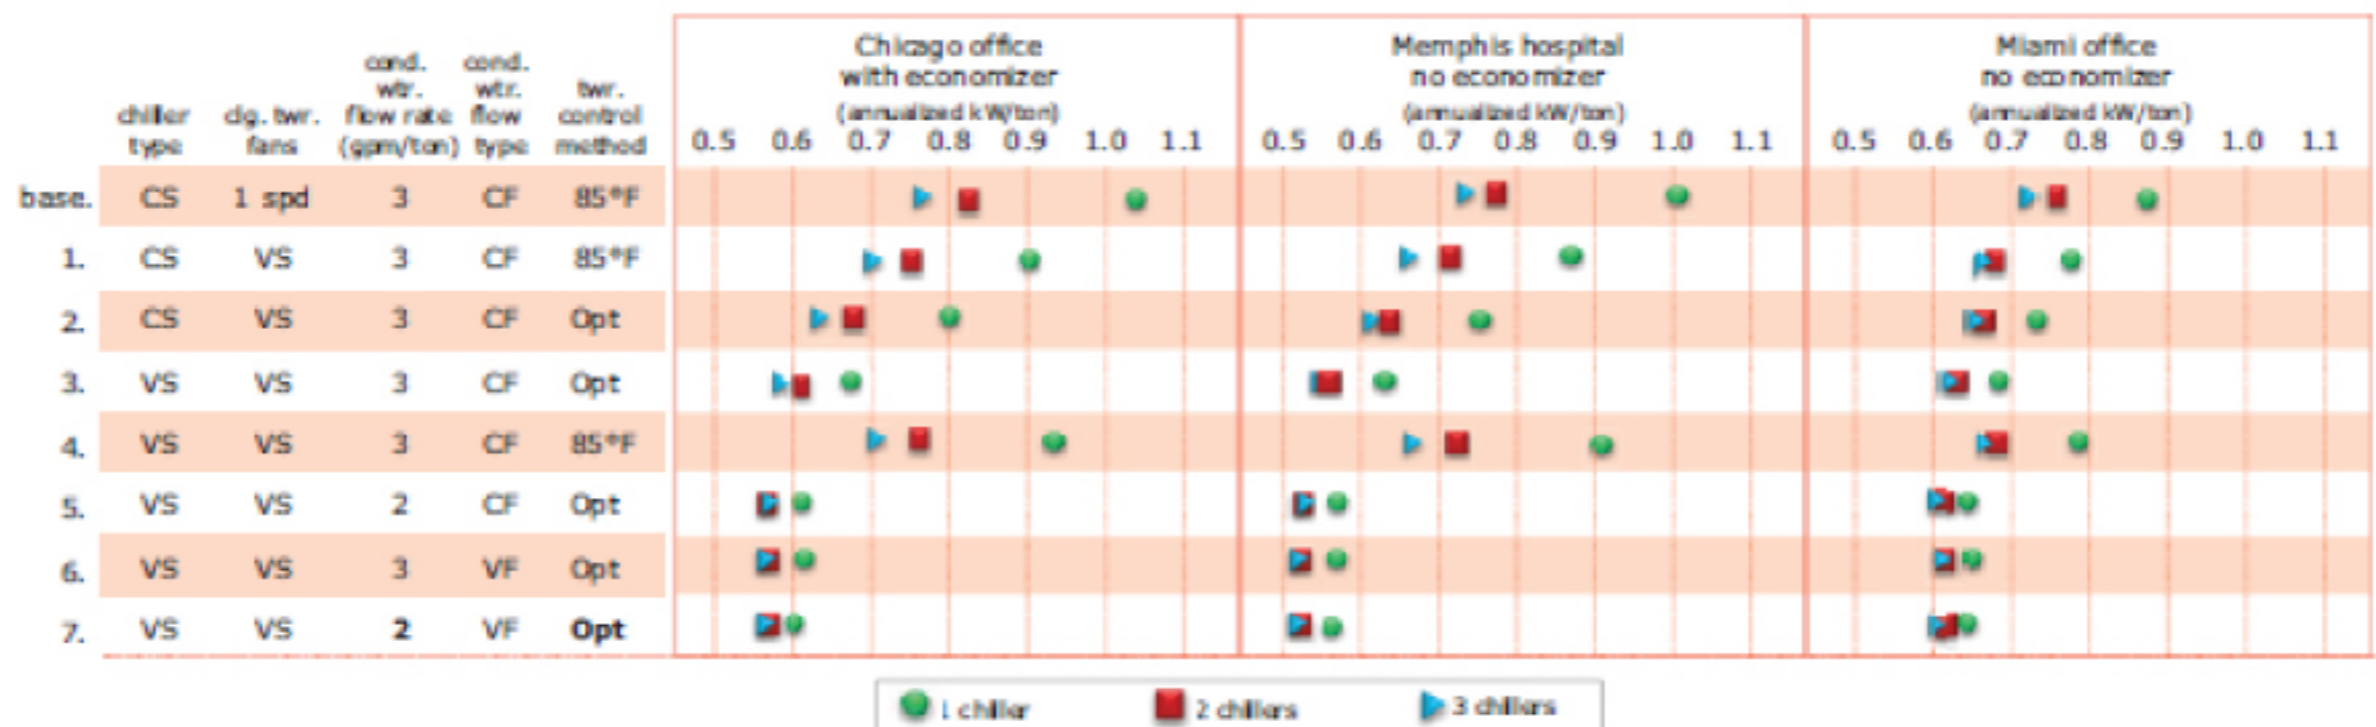 Chicago office
with economizer
(annualized kW/ton)
Memphis hospital
no economizer
(annualized kW/ton)
Miami office
no economizer
(annualized kW/ton)
chiller type
clg. twr. fans
cond. wtr. flow rate (gpm/ton)
cond. wtr. flow type
twr. control method
0.5 0.6 0.7 0.8 0.9 1.0 1.1
0.5 0.6 0.7 0.8 0.9 1.0 1.1
0.5 0.6 0.7 0.8 0.9 1.0 1.1
base. CS 1 spd 3 CF 85°F
1. CS VS 3 CF 85°F
2. CS VS 3 CF Opt
3. VS VS 3 CF Opt
4. VS VS 3 CF 85°F
5. VS VS 2 CF Opt
6. VS VS 3 VF Opt
7. VS VS 2 VF Opt
1 chiller 2 chillers 3 chillers